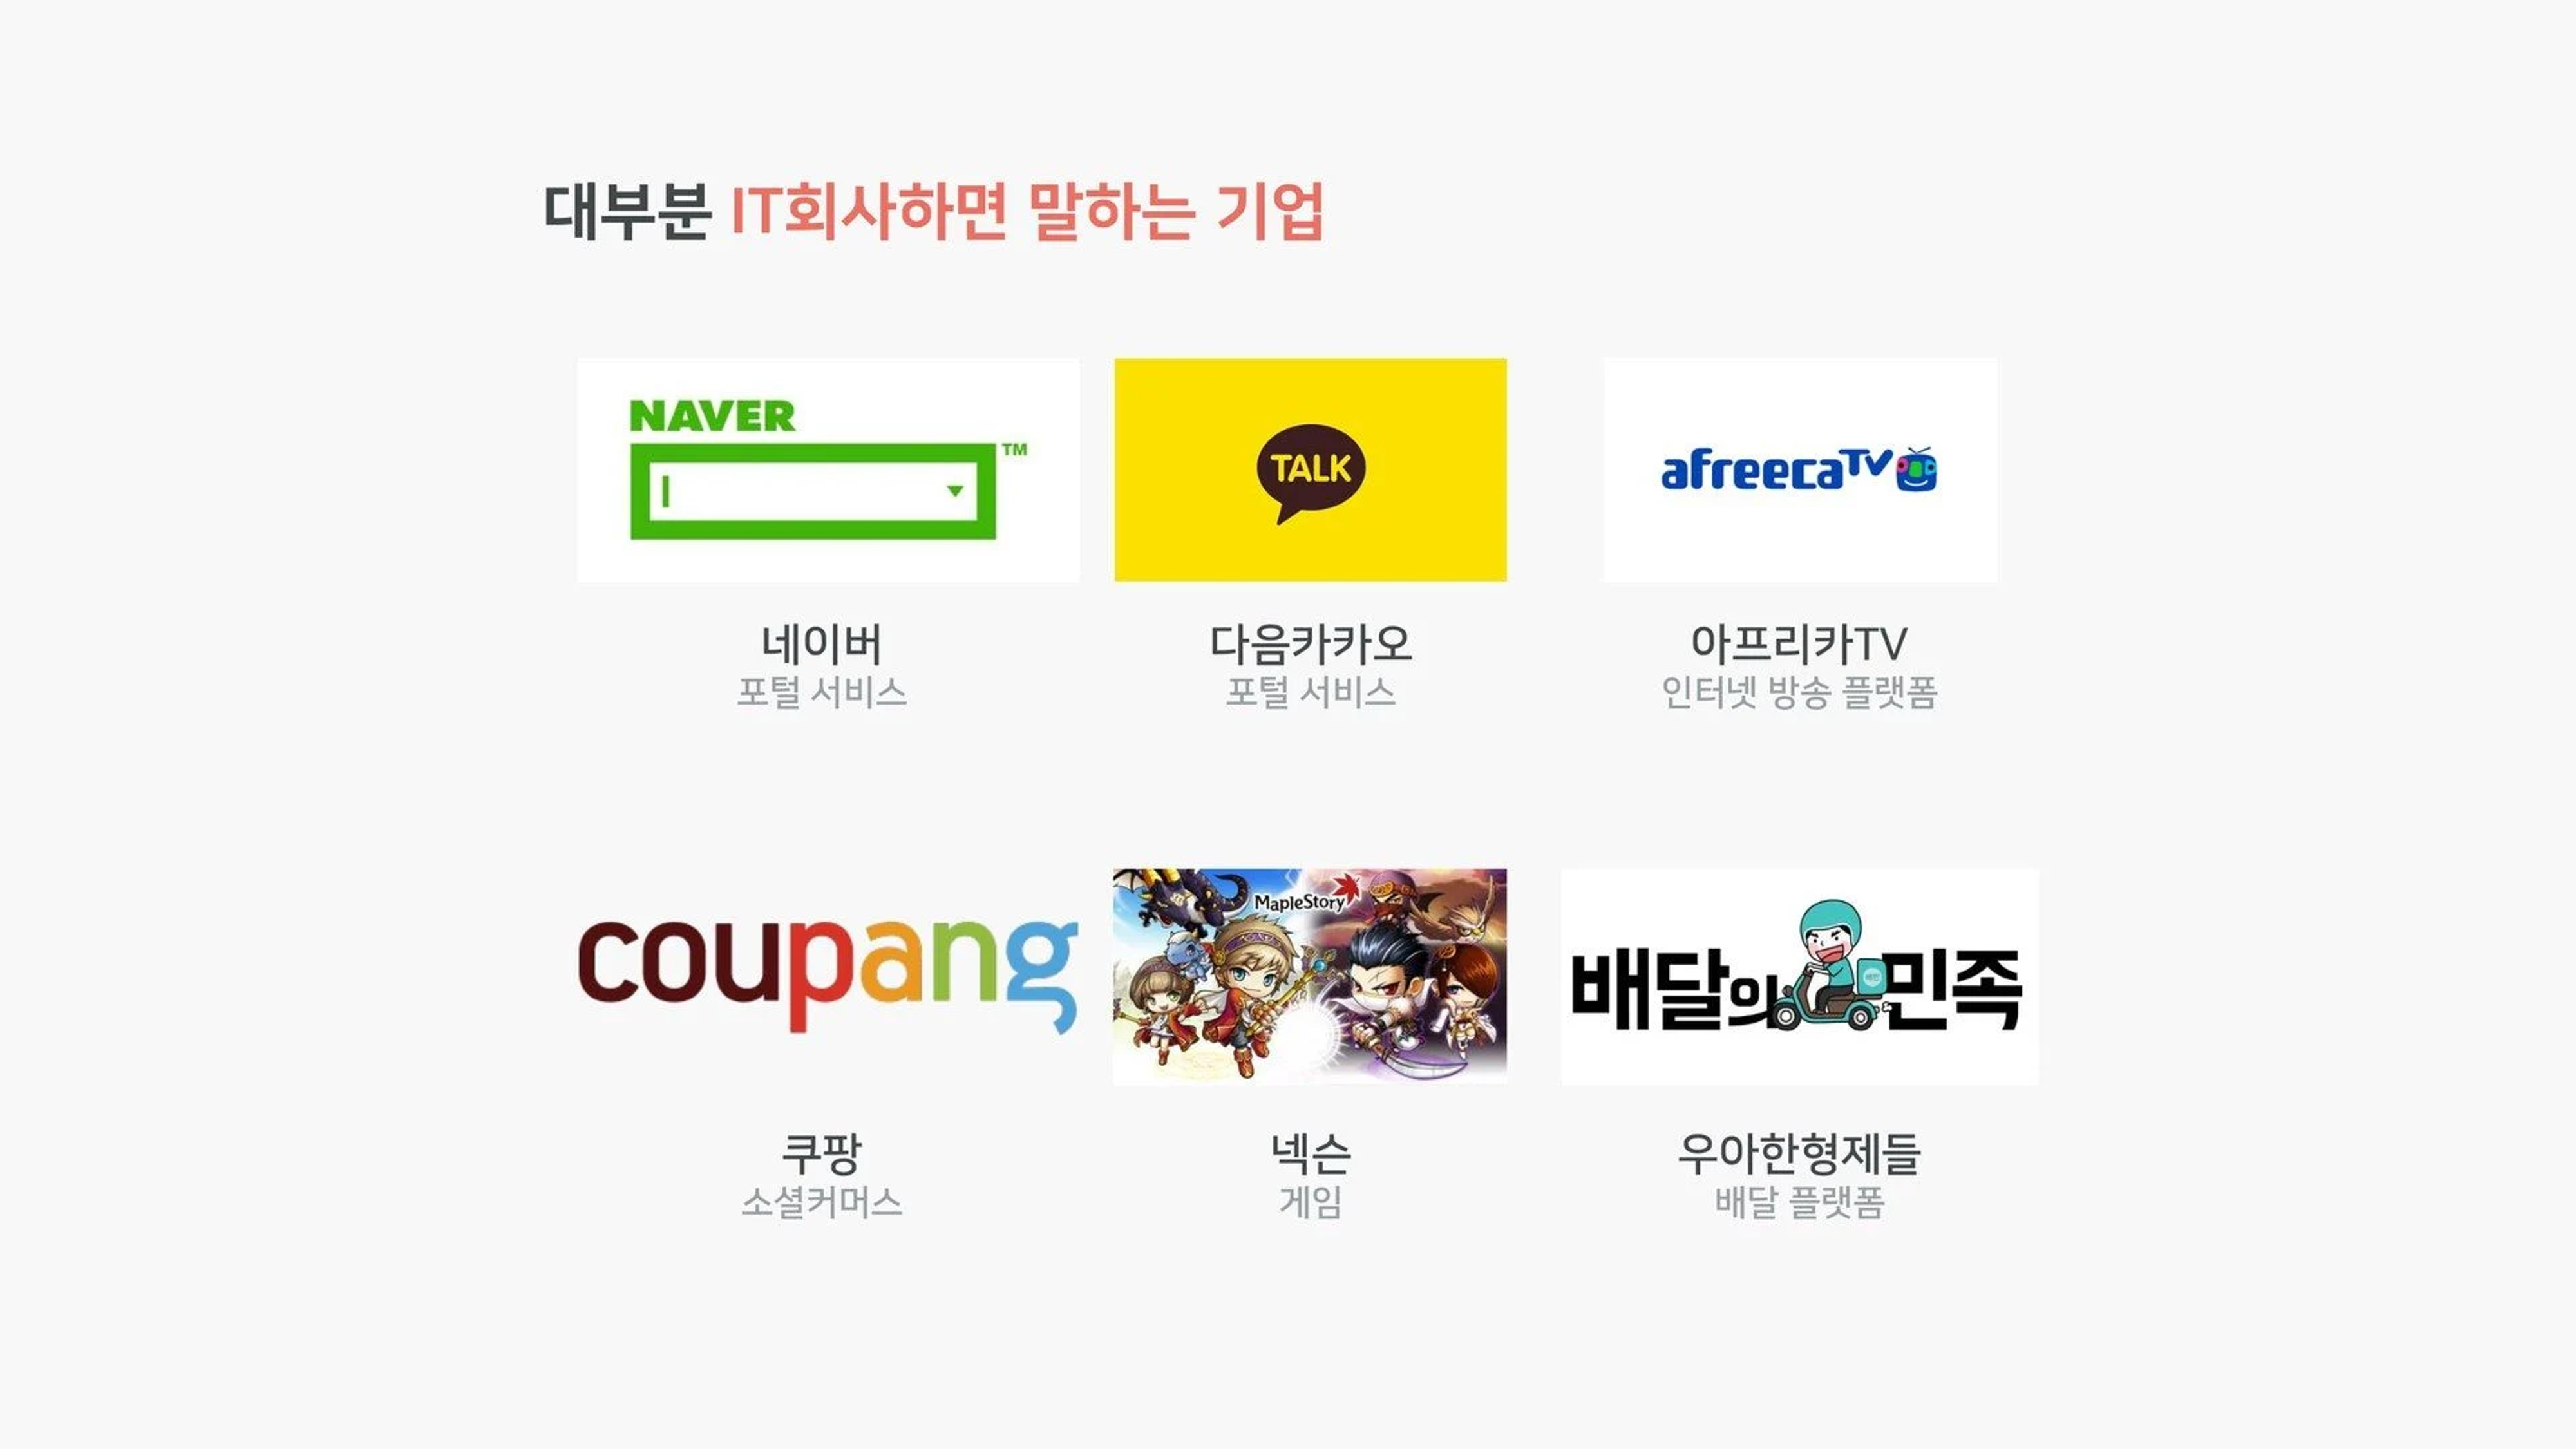 대부분 IT회사하면 말하는 기업
NAVER
TM
TALK
afreecaTV
네이버
포털 서비스
다음카카오
포털 서비스
아프리카TV
인터넷 방송 플랫폼
coupang
MapleStory
배달의민족
쿠팡
소셜커머스
넥슨
게임
우아한형제들
배달 플랫폼